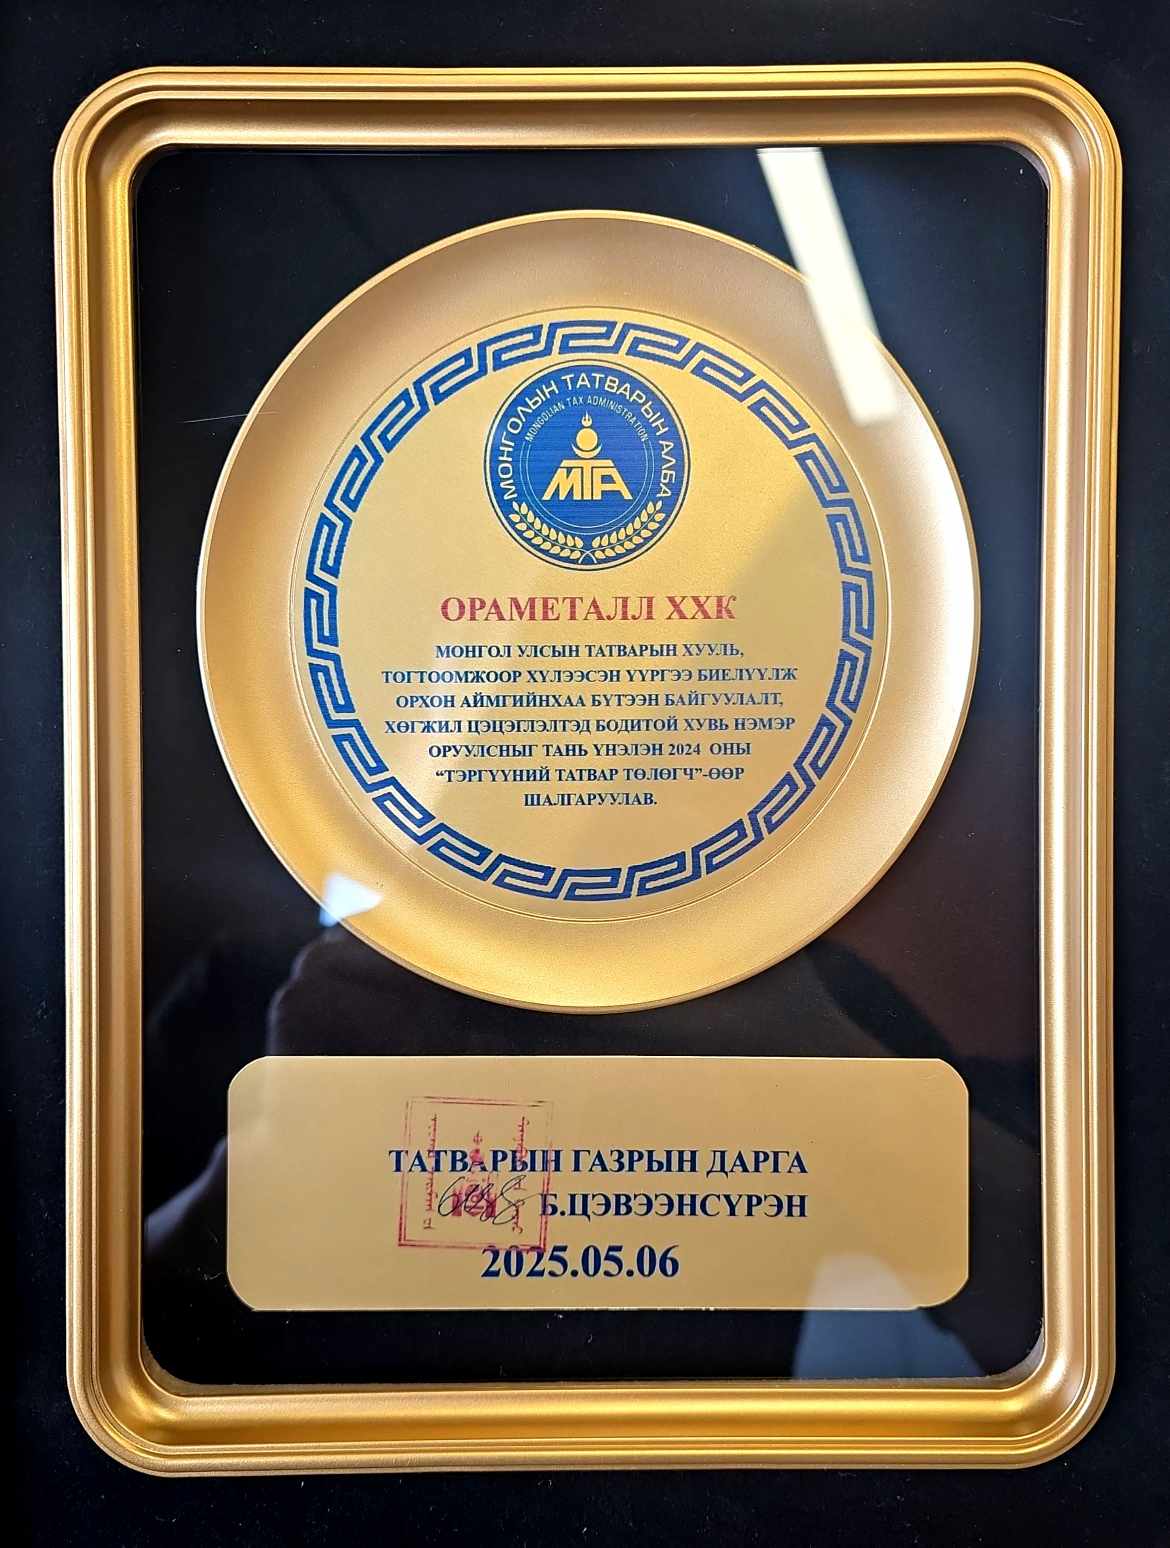 МОНГОЛЫН ТАТВАРЫН АЛБА
MONGOLIAN TAX ADMINISTRATION
МТА
ОРАМЕТАЛЛ ХХК
МОНГОЛ УЛСЫН ТАТВАРЫН ХУУЛЬ,
ТОГТООМЖООР ХҮЛЭЭСЭН ҮҮРГЭЭ БИЕЛҮҮЛЖ
ОРХОН АЙМГИЙНХАА БҮТЭЭН БАЙГУУЛАЛТ,
ХӨГЖИЛ ЦЭЦЭГЛЭЛТЭД БОДИТОЙ ХУВЬ НЭМЭР
ОРУУЛСНЫГ ТАНЬ ҮНЭЛЭН 2024 ОНЫ
“ТЭРГҮҮНИЙ ТАТВАР ТӨЛӨГЧ”-ӨӨР
ШАЛГАРУУЛАВ.
ТАТВАРЫН ГАЗРЫН ДАРГА
Б.ЦЭВЭЭНСҮРЭН
2025.05.06